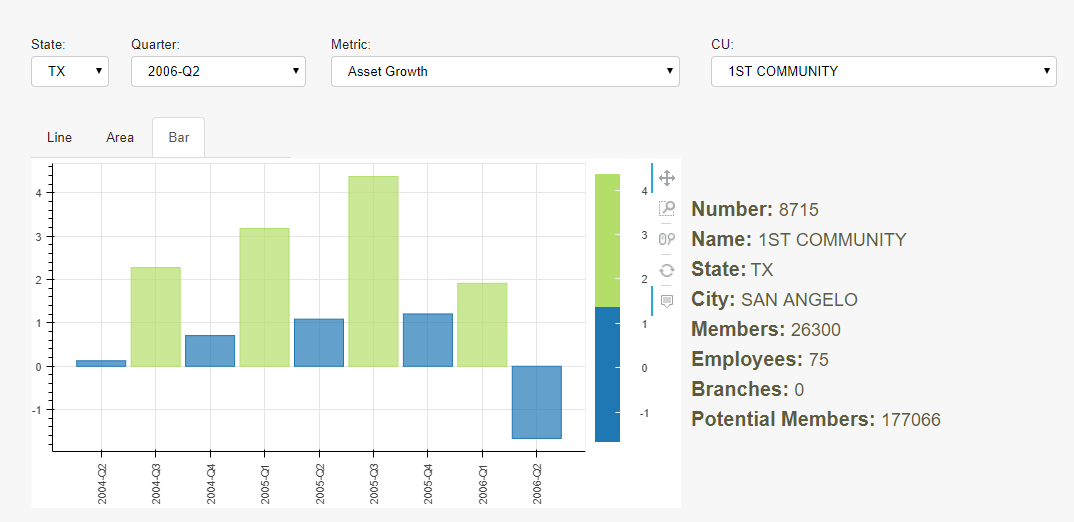 State: Quarter: Metric: CU:
TX 2006-Q2 Asset Growth 1ST COMMUNITY
Line Area Bar
4
3
2
1
0
-1
2004-Q2 2004-Q3 2004-Q4 2005-Q1 2005-Q2 2005-Q3 2005-Q4 2006-Q1 2006-Q2
4
3
2
1
0
-1
Number: 8715
Name: 1ST COMMUNITY
State: TX
City: SAN ANGELO
Members: 26300
Employees: 75
Branches: 0
Potential Members: 177066